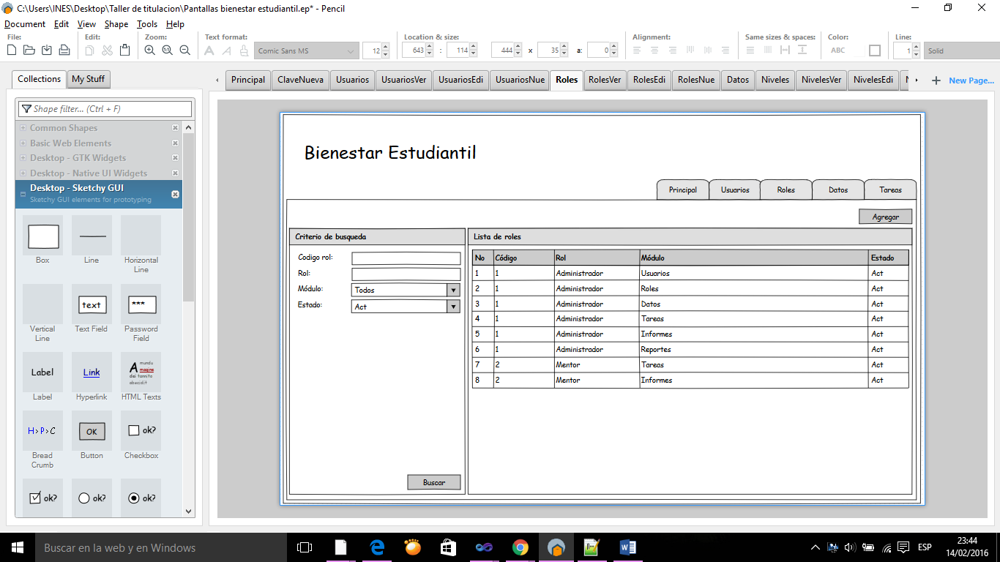 C:\Users\INES\Desktop\Taller de titulacion\Pantallas bienestar estudiantil.ep* - Pencil
Document Edit View Shape Tools Help
File: Edit: Zoom: Text format: Location & size: Alignment: Same sizes & spaces: Color: Line:
Comic Sans MS 12 643 : 114 444 x 35 a: 0 ABC 1 Solid
Collections My Stuff
Principal ClaveNueva Usuarios UsuariosVer UsuariosEdi UsuariosNue Roles RolesVer RolesEdi RolesNue Datos Niveles NivelesVer NivelesEdi New Page...
Shape filter... (Ctrl + F)
Common Shapes
Basic Web Elements
Desktop - GTK Widgets
Desktop - Native UI Widgets
Desktop - Sketchy GUI
Sketchy GUI elements for prototyping
Box Line Horizontal
Line
text ***
Vertical
Line
Text Field Password
Field
Label Link A mundu
magine
dei tannto
abucidit
Label Hyperlink HTML Texts
H>P>C OK ok?
Bread
Crumb
Button Checkbox
ok? ok? ok?
Bienestar Estudiantil
Principal Usuarios Roles Datos Tareas
Agregar
Criterio de busqueda
Codigo rol:
Rol:
Módulo: Todos
Estado: Act
Buscar
Lista de roles
No Código Rol Módulo Estado
1 1 Administrador Usuarios Act
2 1 Administrador Roles Act
3 1 Administrador Datos Act
4 1 Administrador Tareas Act
5 1 Administrador Informes Act
6 1 Administrador Reportes Act
7 2 Mentor Tareas Act
8 2 Mentor Informes Act
Buscar en la web y en Windows
ESP
23:44
14/02/2016